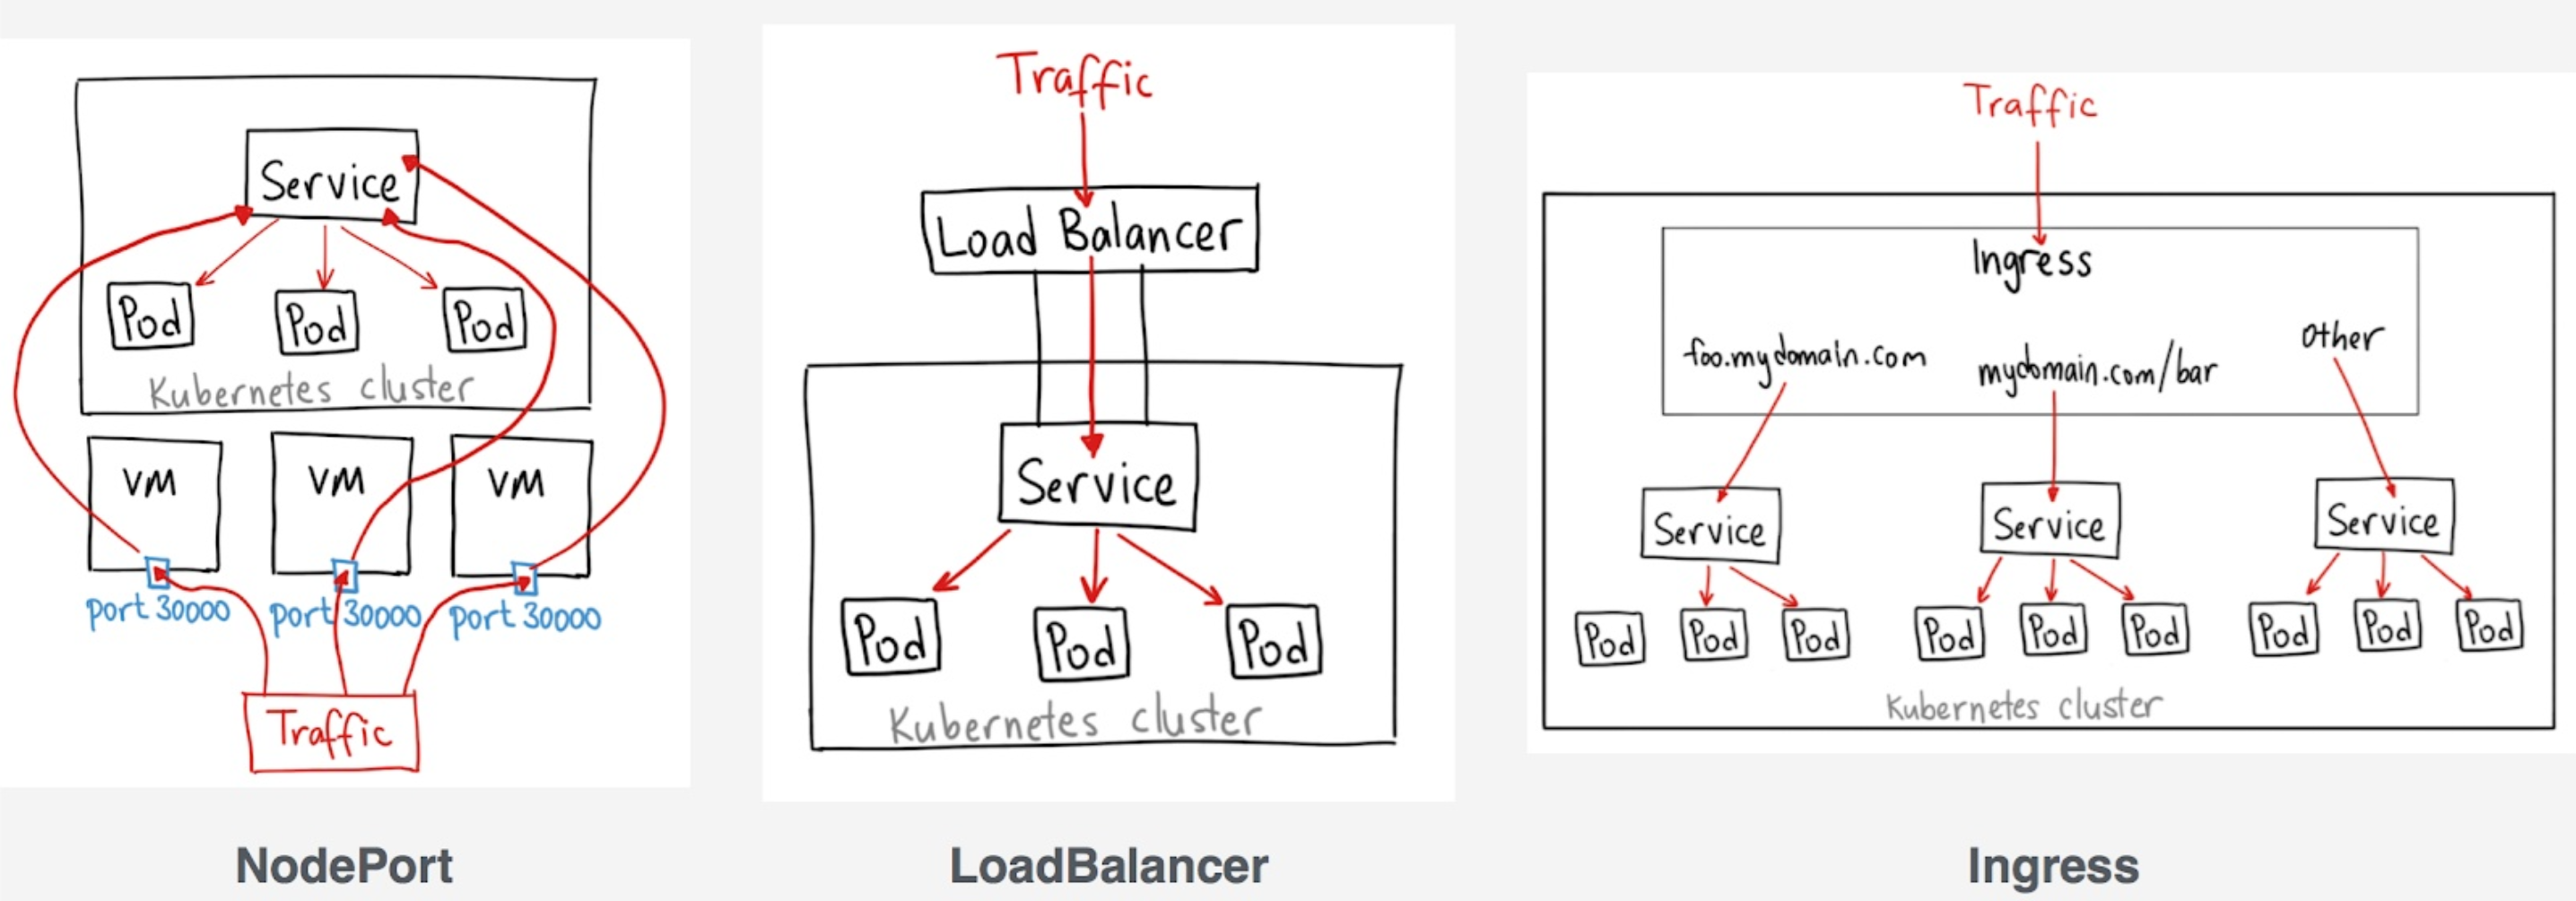 Service
Pod Pod Pod
Kubernetes cluster
VM VM VM
port 30000 port 30000 port 30000
Traffic
NodePort
Traffic
Load Balancer
Service
Pod Pod Pod
Kubernetes cluster
LoadBalancer
Traffic
Ingress
foo.mydomain.com mydomain.com/bar Other
Service Service Service
Pod Pod Pod Pod Pod Pod Pod Pod Pod
Kubernetes cluster
Ingress